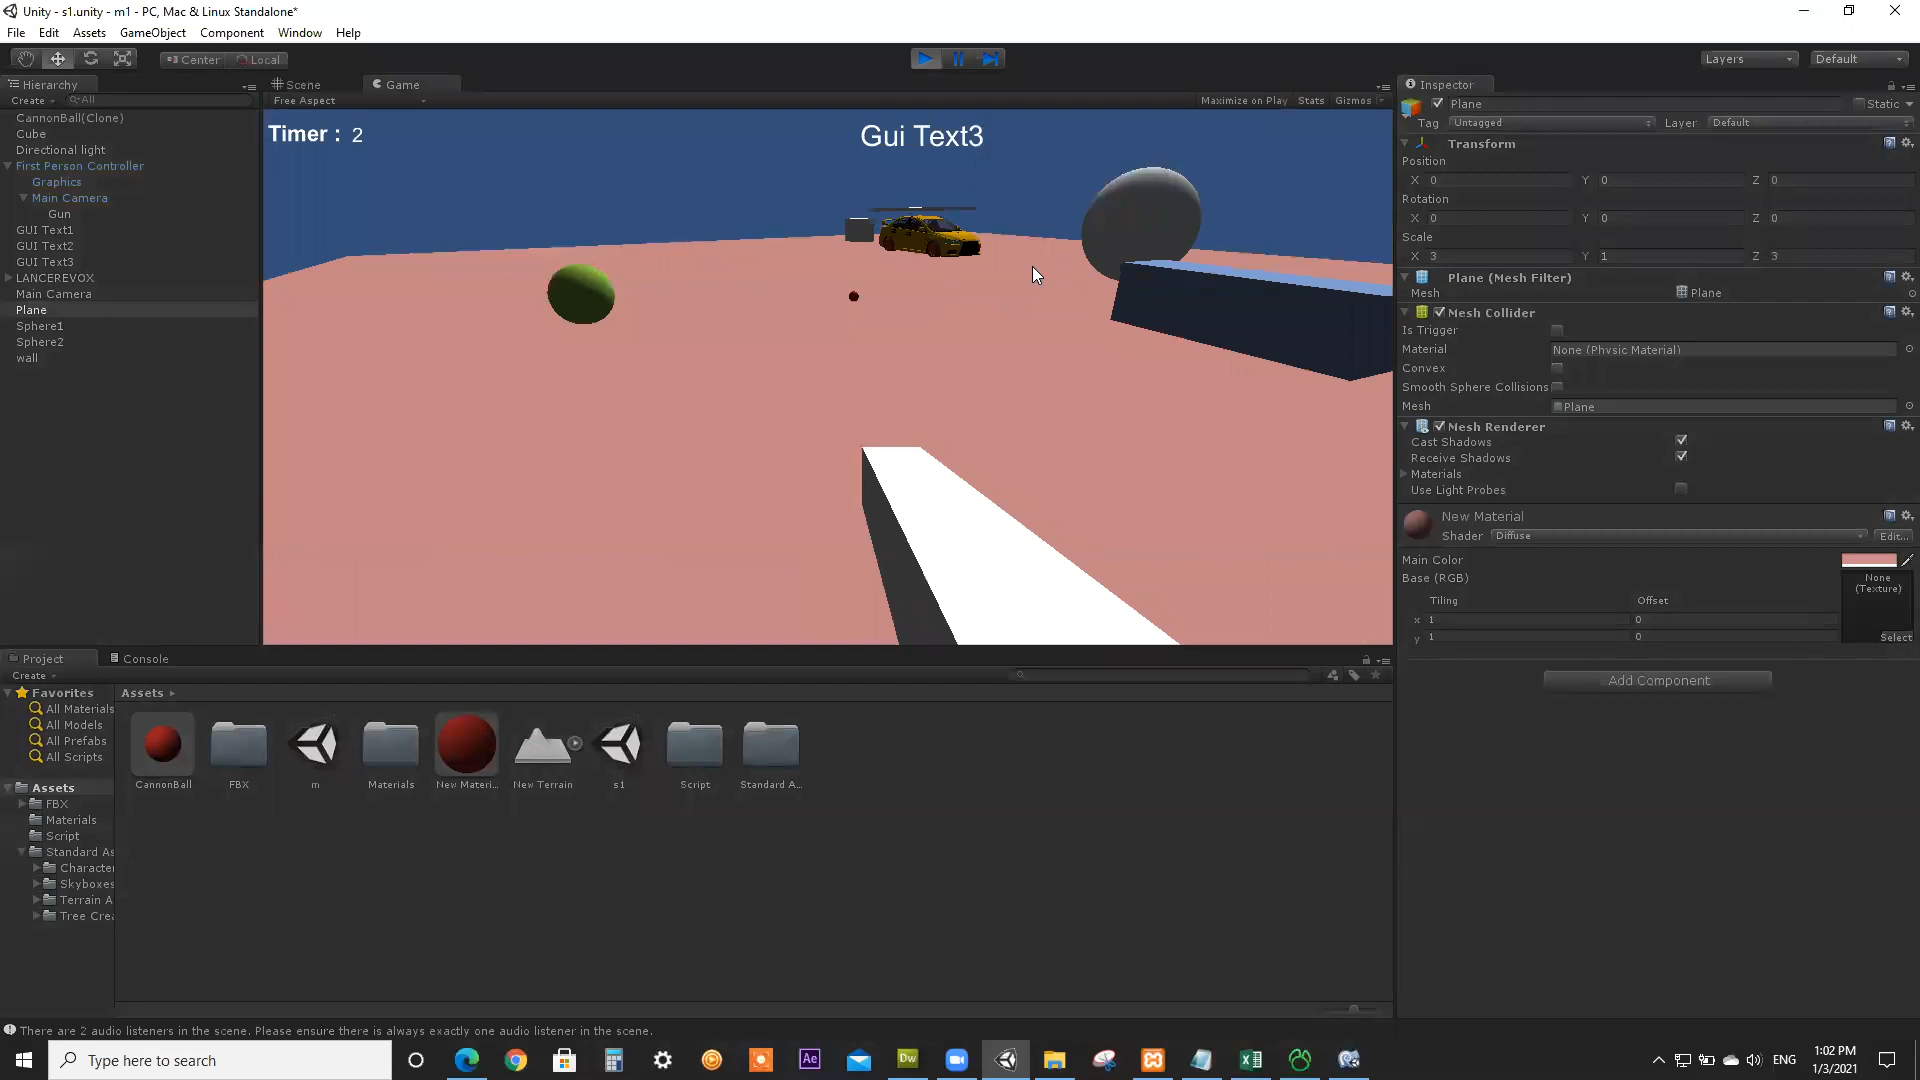 Unity - s1.unity - m1 - PC, Mac & Linux Standalone*
File Edit Assets GameObject Component Window Help
Center Local Layers Default
Hierarchy Scene Game Inspector
Create All Free Aspect Maximize on Play Stats Gizmos Plane Static
Tag Untagged Layer Default
CannonBall(Clone)
Cube
Directional light
First Person Controller
Graphics
Main Camera
Gun
GUI Text1
GUI Text2
GUI Text3
LANCEREVOX
Main Camera
Plane
Sphere1
Sphere2
wall
Timer : 2
Gui Text3
Transform
Position
X 0 Y 0 Z 0
Rotation
X 0 Y 0 Z 0
Scale
X 3 Y 1 Z 3
Plane (Mesh Filter)
Mesh Plane
Mesh Collider
Is Trigger
Material None (Physic Material)
Convex
Smooth Sphere Collisions
Mesh Plane
Mesh Renderer
Cast Shadows
Receive Shadows
Materials
Use Light Probes
New Material
Shader Diffuse Edit...
Main Color
Base (RGB)
None
(Texture)
Tiling Offset
x 1 0
y 1 0
Select
Add Component
Project Console
Create
Favorites
All Materials
All Models
All Prefabs
All Scripts
Assets
FBX
Materials
Script
Standard As
Character
Skyboxes
Terrain A
Tree Crea
Assets
CannonBall FBX m Materials New Materi... New Terrain s1 Script Standard A...
There are 2 audio listeners in the scene. Please ensure there is always exactly one audio listener in the scene.
Type here to search
Ae Dw
ENG
1:02 PM
1/3/2021